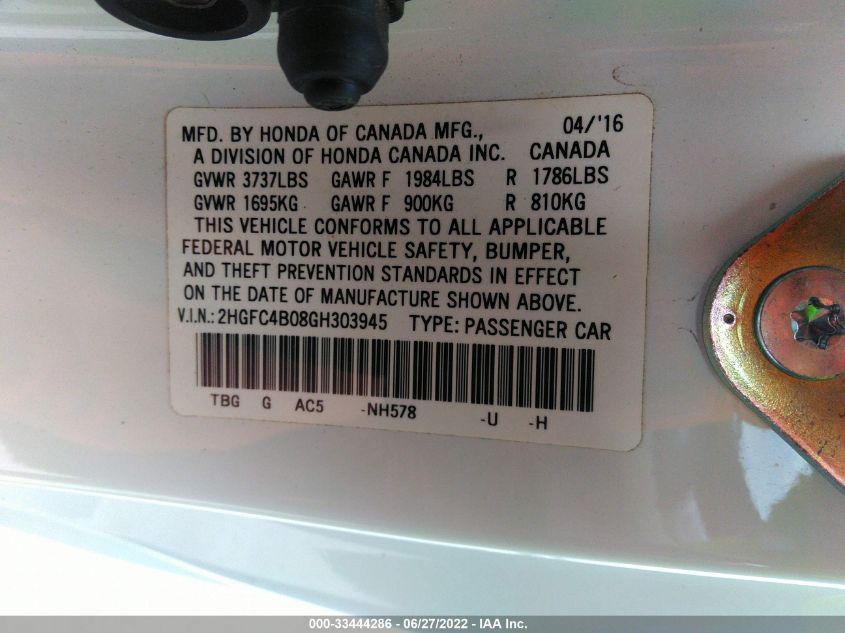 MFD. BY HONDA OF CANADA MFG., 04/'16
A DIVISION OF HONDA CANADA INC. CANADA
GVWR 3737LBS GAWR F 1984LBS R 1786LBS
GVWR 1695KG GAWR F 900KG R 810KG
THIS VEHICLE CONFORMS TO ALL APPLICABLE
FEDERAL MOTOR VEHICLE SAFETY, BUMPER,
AND THEFT PREVENTION STANDARDS IN EFFECT
ON THE DATE OF MANUFACTURE SHOWN ABOVE.
V.I.N.: 2HGFC4B08GH303945 TYPE: PASSENGER CAR
TBG G AC5 -NH578 -U -H
000-33444286 - 06/27/2022 - IAA Inc.